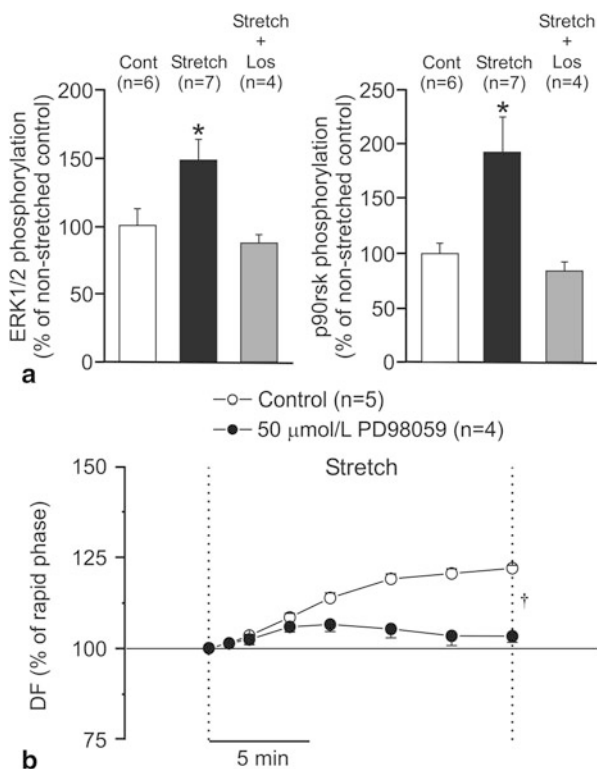 Cont
(n=6)
Stretch
(n=7)
Stretch
+
Los
(n=4)
ERK1/2 phosphorylation
(% of non-stretched control)
200
150
100
50
0
*
a
Cont
(n=6)
Stretch
(n=7)
Stretch
+
Los
(n=4)
p90rsk phosphorylation
(% of non-stretched control)
250
200
150
100
50
0
*
Control (n=5)
50 μmol/L PD98059 (n=4)
Stretch
DF (% of rapid phase)
150
125
100
75
†
5 min
b